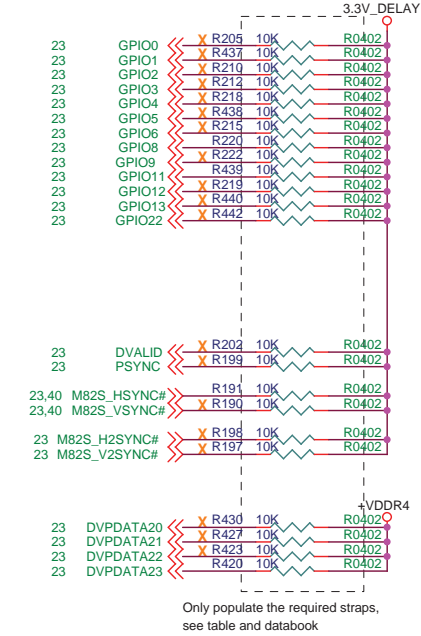 3.3V_DELAY
23 GPIO0 X R205 10K R0402
23 GPIO1 X R437 10K R0402
23 GPIO2 X R210 10K R0402
23 GPIO3 X R212 10K R0402
23 GPIO4 X R218 10K R0402
23 GPIO5 X R438 10K R0402
23 GPIO6 X R215 10K R0402
23 GPIO8 R220 10K R0402
23 GPIO9 X R222 10K R0402
23 GPIO11 R439 10K R0402
23 GPIO12 X R219 10K R0402
23 GPIO13 X R440 10K R0402
23 GPIO22 X R442 10K R0402
23 DVALID X R202 10K R0402
23 PSYNC X R199 10K R0402
23,40 M82S_HSYNC# R191 10K R0402
23,40 M82S_VSYNC# X R190 10K R0402
23 M82S_H2SYNC# X R198 10K R0402
23 M82S_V2SYNC# X R197 10K R0402
+VDDR4
23 DVPDATA20 X R430 10K R0402
23 DVPDATA21 X R427 10K R0402
23 DVPDATA22 X R423 10K R0402
23 DVPDATA23 R420 10K R0402
Only populate the required straps,
see table and databook